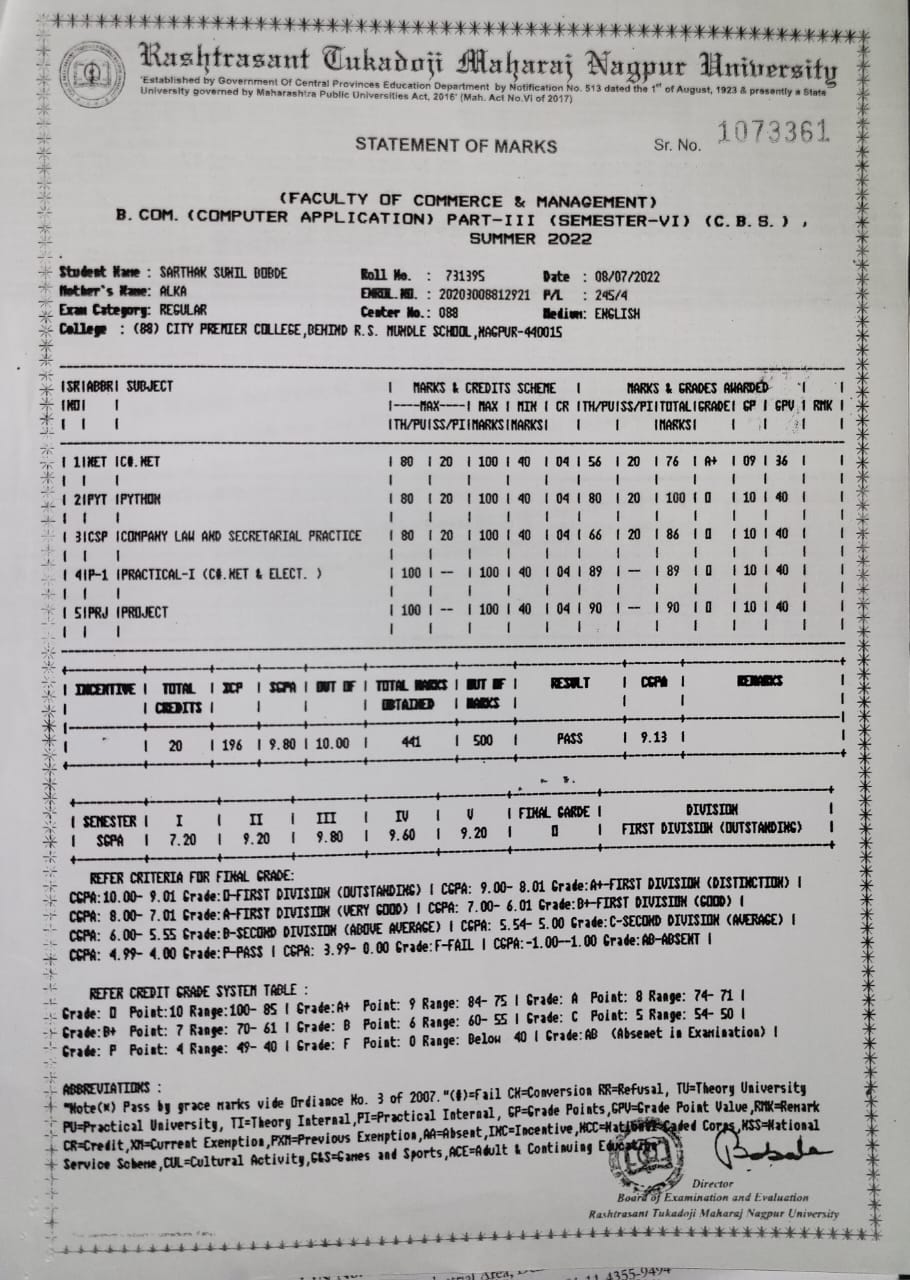 Rashtrasant Tukadoji Maharaj Nagpur University
'Established by Government Of Central Provinces Education Department by Notification No. 513 dated the 1st of August, 1923 & presently a State
University governed by Maharashtra Public Universities Act, 2016' (Mah. Act No.VI of 2017)
STATEMENT OF MARKS Sr. No. 1073361
(FACULTY OF COMMERCE & MANAGEMENT)
B. COM. (COMPUTER APPLICATION) PART-III (SEMESTER-VI) (C. B. S. ) ,
SUMMER 2022
Student Name : SARTHAK SUNIL BOBDE Roll No. : 731395 Date : 08/07/2022
Mother's Name: ALKA ENROL.NO. : 20203008812921 P/L : 245/4
Exam Category: REGULAR Center No.: 088 Medium: ENGLISH
College : (88) CITY PREMIER COLLEGE,BEHIND R.S. MUNDLE SCHOOL,NAGPUR-440015
|SR|ABBR| SUBJECT | MARKS & CREDITS SCHEME | MARKS & GRADES AWARDED | |
|NO| | |----MAX----| MAX | MIN | CR |TH/PU|SS/PI|TOTAL|GRADE| GP | GPV | RMK |
| | | |TH/PU|SS/PI|MARKS|MARKS| | | |MARKS| | | | |
| 1|NET |C#.NET | 80 | 20 | 100 | 40 | 04 | 56 | 20 | 76 | A+ | 09 | 36 | |
| 2|PYT |PYTHON | 80 | 20 | 100 | 40 | 04 | 80 | 20 | 100 | O | 10 | 40 | |
| 3|CSP |COMPANY LAW AND SECRETARIAL PRACTICE | 80 | 20 | 100 | 40 | 04 | 66 | 20 | 86 | O | 10 | 40 | |
| 4|P-1 |PRACTICAL-I (C#.NET & ELECT. ) | 100 | -- | 100 | 40 | 04 | 89 | -- | 89 | O | 10 | 40 | |
| 5|PRJ |PROJECT | 100 | -- | 100 | 40 | 04 | 90 | -- | 90 | O | 10 | 40 | |
| INCENTIVE | TOTAL | ICP | SGPA | OUT OF | TOTAL MARKS | OUT OF | RESULT | CGPA | REMARKS
| | CREDITS | | | | OBTAINED | MARKS | | |
| | 20 | 196 | 9.80 | 10.00 | 441 | 500 | PASS | 9.13 |
| SEMESTER | I | II | III | IV | V | FINAL GARDE | DIVISION
| SGPA | 7.20 | 9.20 | 9.80 | 9.60 | 9.20 | O | FIRST DIVISION (OUTSTANDING)
REFER CRITERIA FOR FINAL GRADE:
CGPA:10.00- 9.01 Grade:O-FIRST DIVISION (OUTSTANDING) | CGPA: 9.00- 8.01 Grade:A+-FIRST DIVISION (DISTINCTION) |
CGPA: 8.00- 7.01 Grade:A-FIRST DIVISION (VERY GOOD) | CGPA: 7.00- 6.01 Grade:B+-FIRST DIVISION (GOOD) |
CGPA: 6.00- 5.55 Grade:B-SECOND DIVISION (ABOVE AVERAGE) | CGPA: 5.54- 5.00 Grade:C-SECOND DIVISION (AVERAGE) |
CGPA: 4.99- 4.00 Grade:P-PASS | CGPA: 3.99- 0.00 Grade:F-FAIL | CGPA:-1.00--1.00 Grade:AB-ABSENT |
REFER CREDIT GRADE SYSTEM TABLE :
Grade: O Point:10 Range:100- 85 | Grade:A+ Point: 9 Range: 84- 75 | Grade: A Point: 8 Range: 74- 71 |
Grade:B+ Point: 7 Range: 70- 61 | Grade: B Point: 6 Range: 60- 55 | Grade: C Point: 5 Range: 54- 50 |
Grade: P Point: 4 Range: 49- 40 | Grade: F Point: 0 Range: Below 40 | Grade:AB (Absenet in Examination) |
ABBREVIATIONS :
"Note(*) Pass by grace marks vide Ordiance No. 3 of 2007."(#)=Fail CN=Conversion RR=Refusal, TU=Theory University
PU=Practical University, TI=Theory Internal,PI=Practical Internal, GP=Grade Points,GPV=Grade Point Value,RMK=Remark
CR=Credit,XM=Current Exemption,PXM=Previous Exemption,AA=Absent,INC=Incentive,NCC=National Caded Corps,NSS=National
Service Scheme,CUL=Cultural Activity,G&S=Games and Sports,ACE=Adult & Continuing Education
Director
Board of Examination and Evaluation
Rashtrasant Tukadoji Maharaj Nagpur University
4355-9494